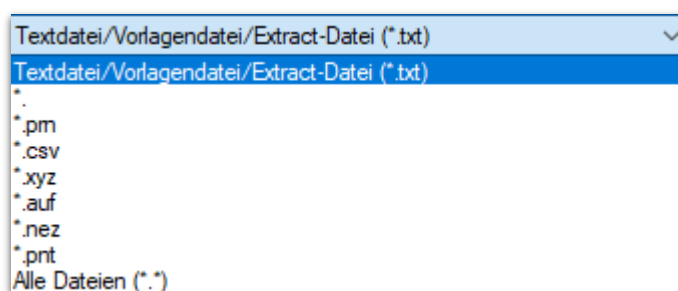 Textdatei/Vorlagendatei/Extract-Datei (*.txt)
Textdatei/Vorlagendatei/Extract-Datei (*.txt)
*.
*.prn
*.csv
*.xyz
*.auf
*.nez
*.pnt
Alle Dateien (*.*)